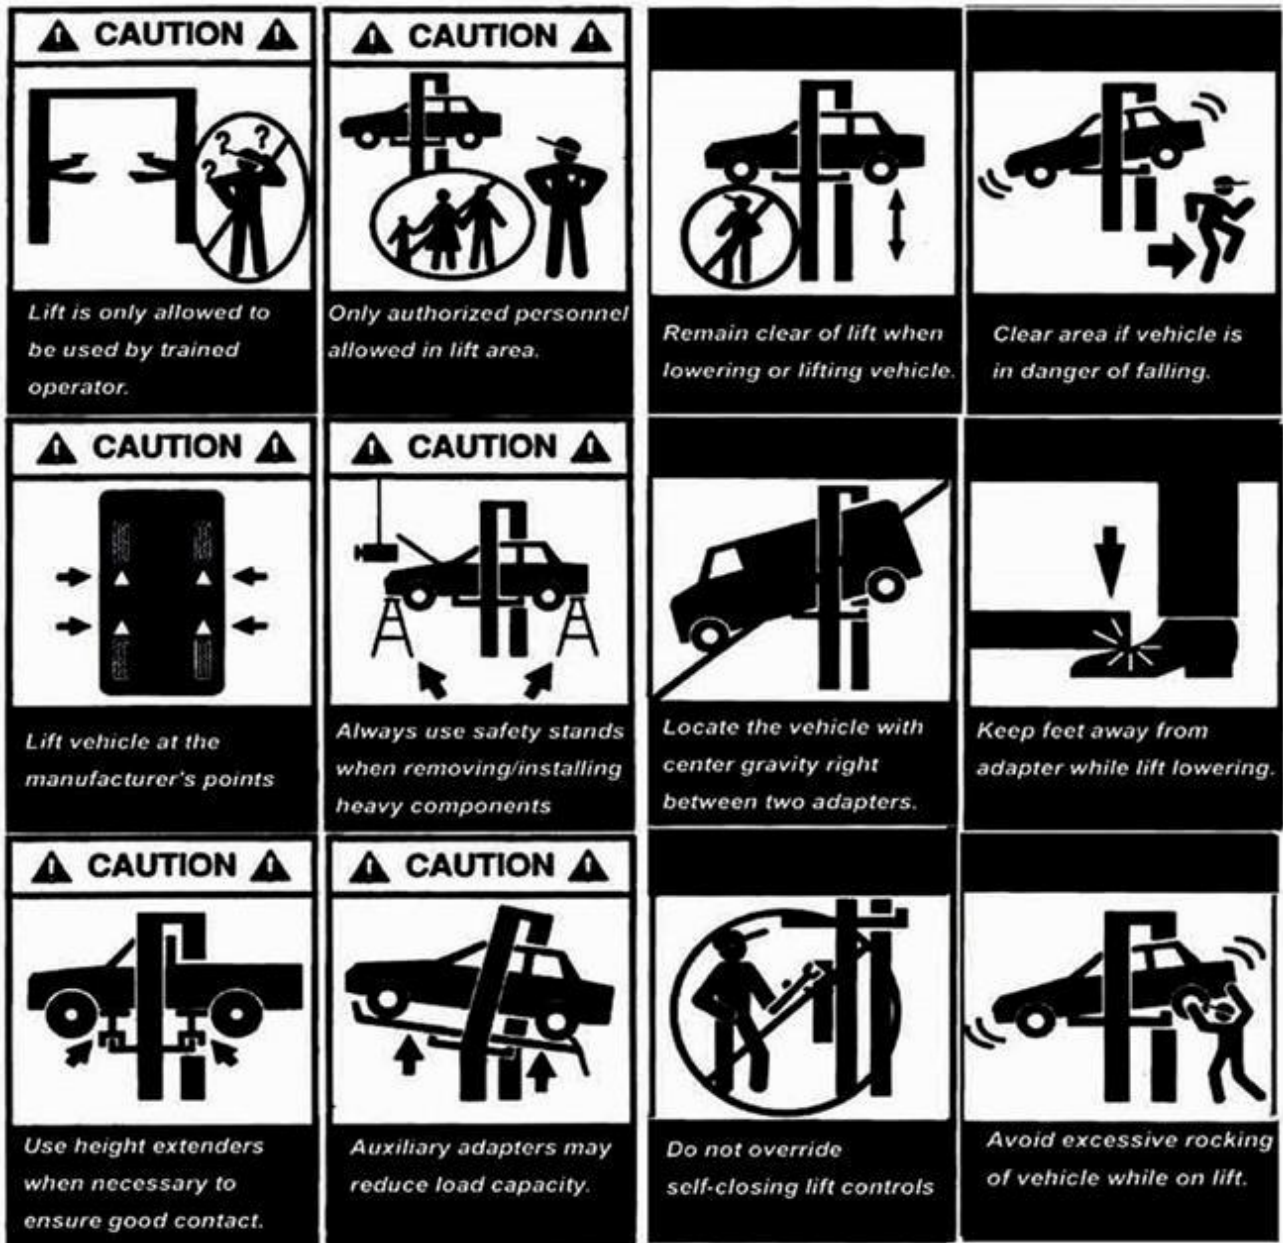 CAUTION
Lift is only allowed to
be used by trained
operator.
CAUTION
Only authorized personnel
allowed in lift area.
Remain clear of lift when
lowering or lifting vehicle.
Clear area if vehicle is
in danger of falling.
CAUTION
Lift vehicle at the
manufacturer's points
CAUTION
Always use safety stands
when removing/installing
heavy components
Locate the vehicle with
center gravity right
between two adapters.
Keep feet away from
adapter while lift lowering.
CAUTION
Use height extenders
when necessary to
ensure good contact.
CAUTION
Auxiliary adapters may
reduce load capacity.
Do not override
self-closing lift controls
Avoid excessive rocking
of vehicle while on lift.